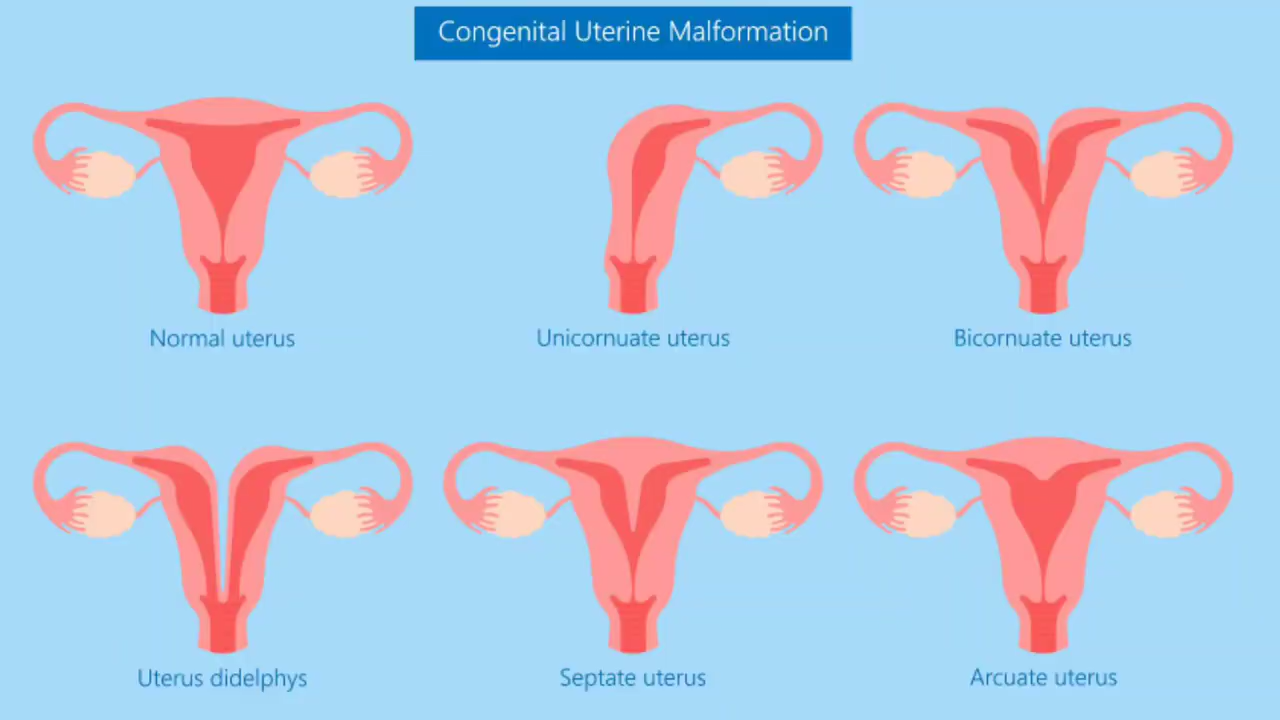 Congenital Uterine Malformation
Normal uterus
Unicornuate uterus
Bicornuate uterus
Uterus didelphys
Septate uterus
Arcuate uterus